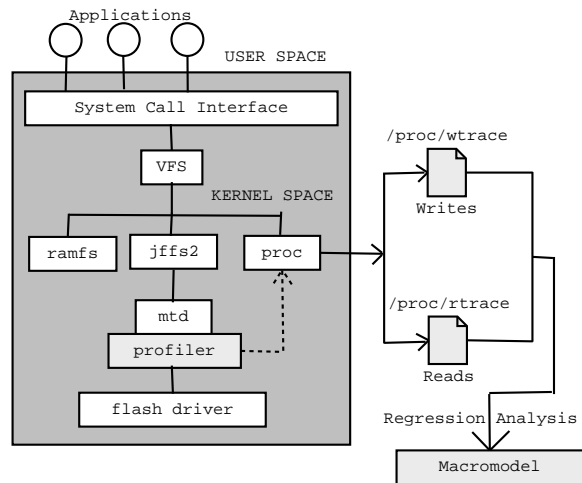 Applications
USER SPACE
System Call Interface
VFS
KERNEL SPACE
ramfs
jffs2
proc
mtd
profiler
flash driver
/proc/wtrace
Writes
/proc/rtrace
Reads
Regression Analysis
Macromodel